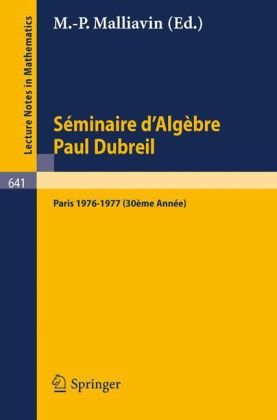 Lecture Notes in Mathematics
M.-P. Malliavin (Ed.)
Séminaire d'Algèbre
Paul Dubreil
641
Paris 1976-1977 (30ème Année)
Springer